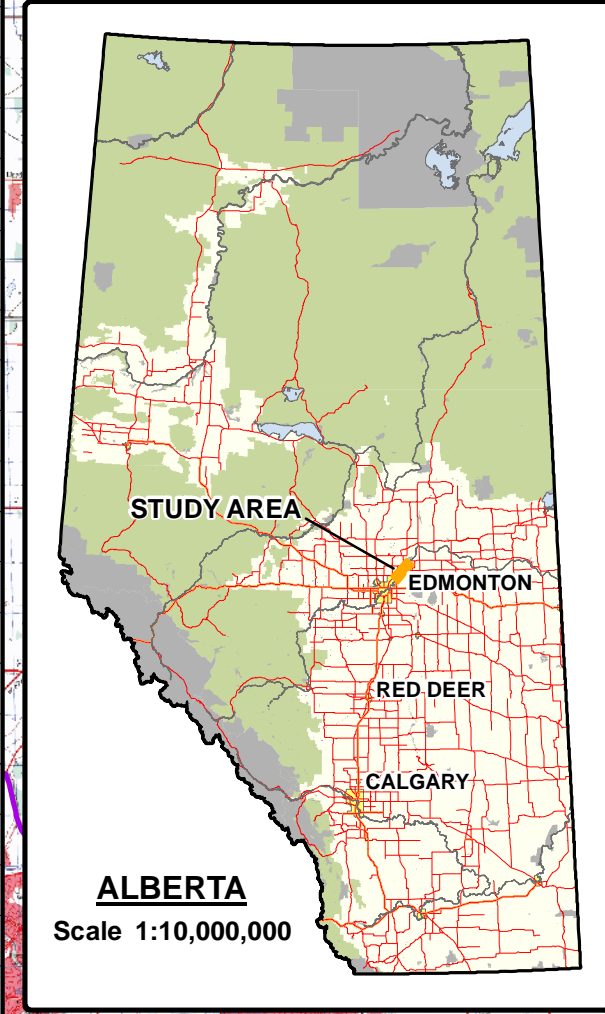 STUDY AREA
EDMONTON
RED DEER
CALGARY
ALBERTA
Scale 1:10,000,000